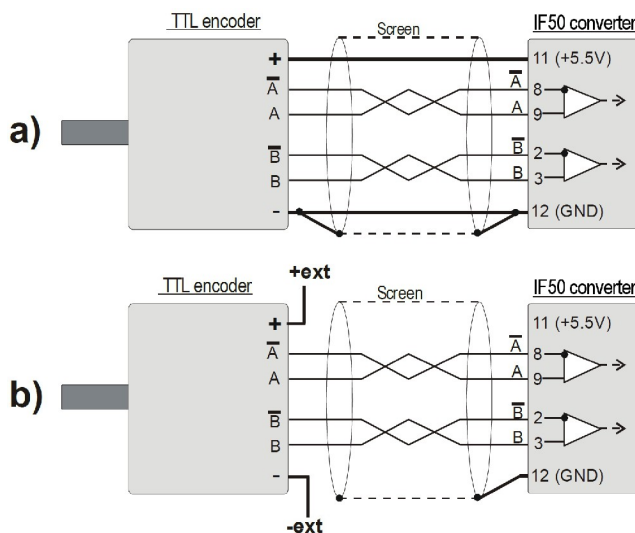 TTL encoder Screen IF50 converter
+ 11 (+5.5V)
A̅ A̅ 8
A A 9
a)
B̅ B̅ 2
B B 3
- 12 (GND)
+ext
TTL encoder Screen IF50 converter
+ 11 (+5.5V)
A̅ A̅ 8
A A 9
b)
B̅ B̅ 2
B B 3
- 12 (GND)
-ext